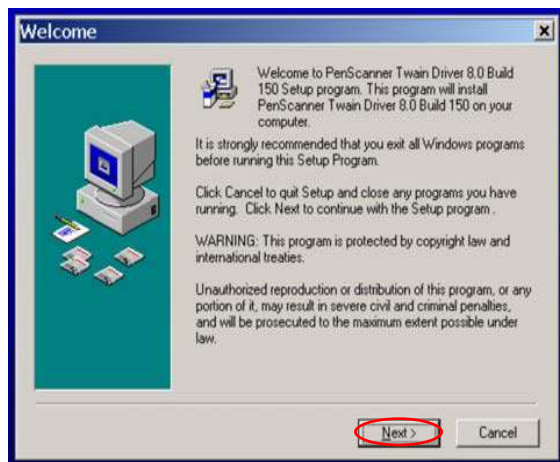 Welcome
Welcome to PenScanner Twain Driver 8.0 Build
150 Setup program. This program will install
PenScanner Twain Driver 8.0 Build 150 on your
computer.
It is strongly recommended that you exit all Windows programs
before running this Setup Program.
Click Cancel to quit Setup and close any programs you have
running. Click Next to continue with the Setup program .
WARNING: This program is protected by copyright law and
international treaties.
Unauthorized reproduction or distribution of this program, or any
portion of it, may result in severe civil and criminal penalties,
and will be prosecuted to the maximum extent possible under
law.
Next >
Cancel